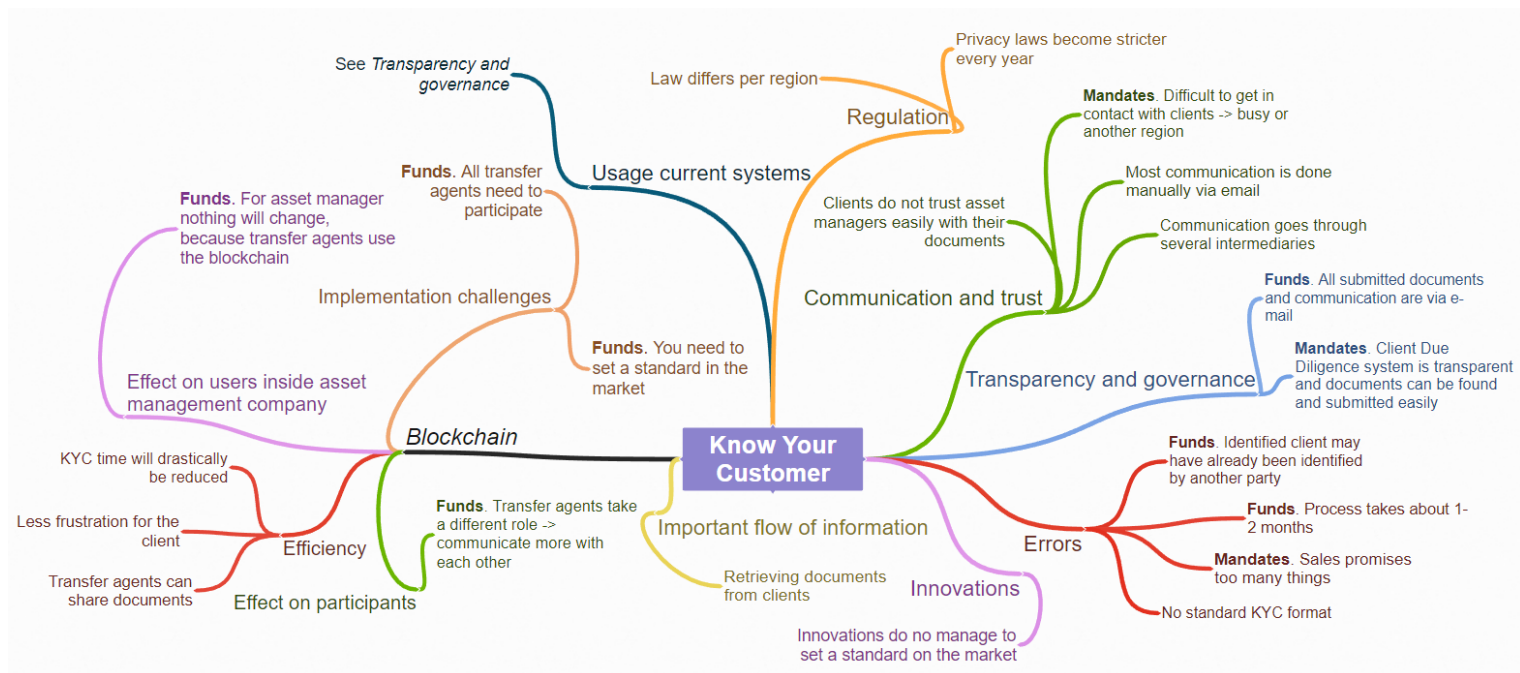 Know Your
Customer
Usage current systems
See Transparency and
governance
Regulation
Law differs per region
Privacy laws become stricter
every year
Communication and trust
Clients do not trust asset
managers easily with their
documents
Mandates. Difficult to get in
contact with clients -> busy or
another region
Most communication is done
manually via email
Communication goes through
several intermediaries
Transparency and governance
Funds. All submitted documents
and communication are via e-
mail
Mandates. Client Due
Diligence system is transparent
and documents can be found
and submitted easily
Errors
Funds. Identified client may
have already been identified
by another party
Funds. Process takes about 1-
2 months
Mandates. Sales promises
too many things
No standard KYC format
Innovations
Innovations do no manage to
set a standard on the market
Important flow of information
Retrieving documents
from clients
Blockchain
Implementation challenges
Funds. All transfer
agents need to
participate
Funds. You need to
set a standard in the
market
Effect on users inside asset
management company
Funds. For asset manager
nothing will change,
because transfer agents use
the blockchain
Efficiency
KYC time will drastically
be reduced
Less frustration for the
client
Transfer agents can
share documents
Effect on participants
Funds. Transfer agents take
a different role ->
communicate more with
each other